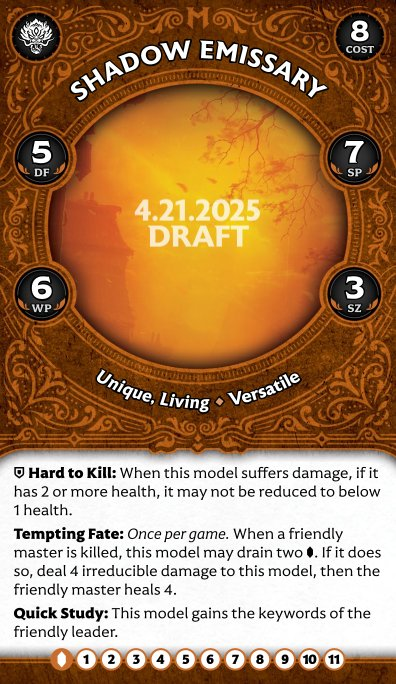 8
COST
SHADOW EMISSARY
5
DF
7
SP
4.21.2025
DRAFT
6
WP
3
SZ
Unique, Living ◆ Versatile
Hard to Kill: When this model suffers damage, if it
has 2 or more health, it may not be reduced to below
1 health.
Tempting Fate: Once per game. When a friendly
master is killed, this model may drain two . If it does
so, deal 4 irreducible damage to this model, then the
friendly master heals 4.
Quick Study: This model gains the keywords of the
friendly leader.
1 2 3 4 5 6 7 8 9 10 11